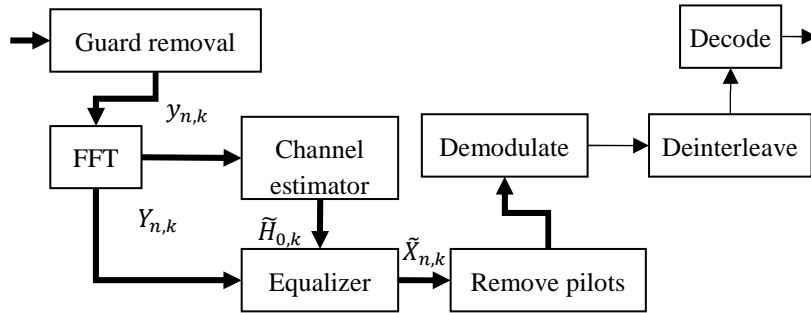 Guard removal
Decode
y_{n,k}
FFT
Channel
estimator
Demodulate
Deinterleave
Y_{n,k}
H̃_{0,k}
X̃_{n,k}
Equalizer
Remove pilots